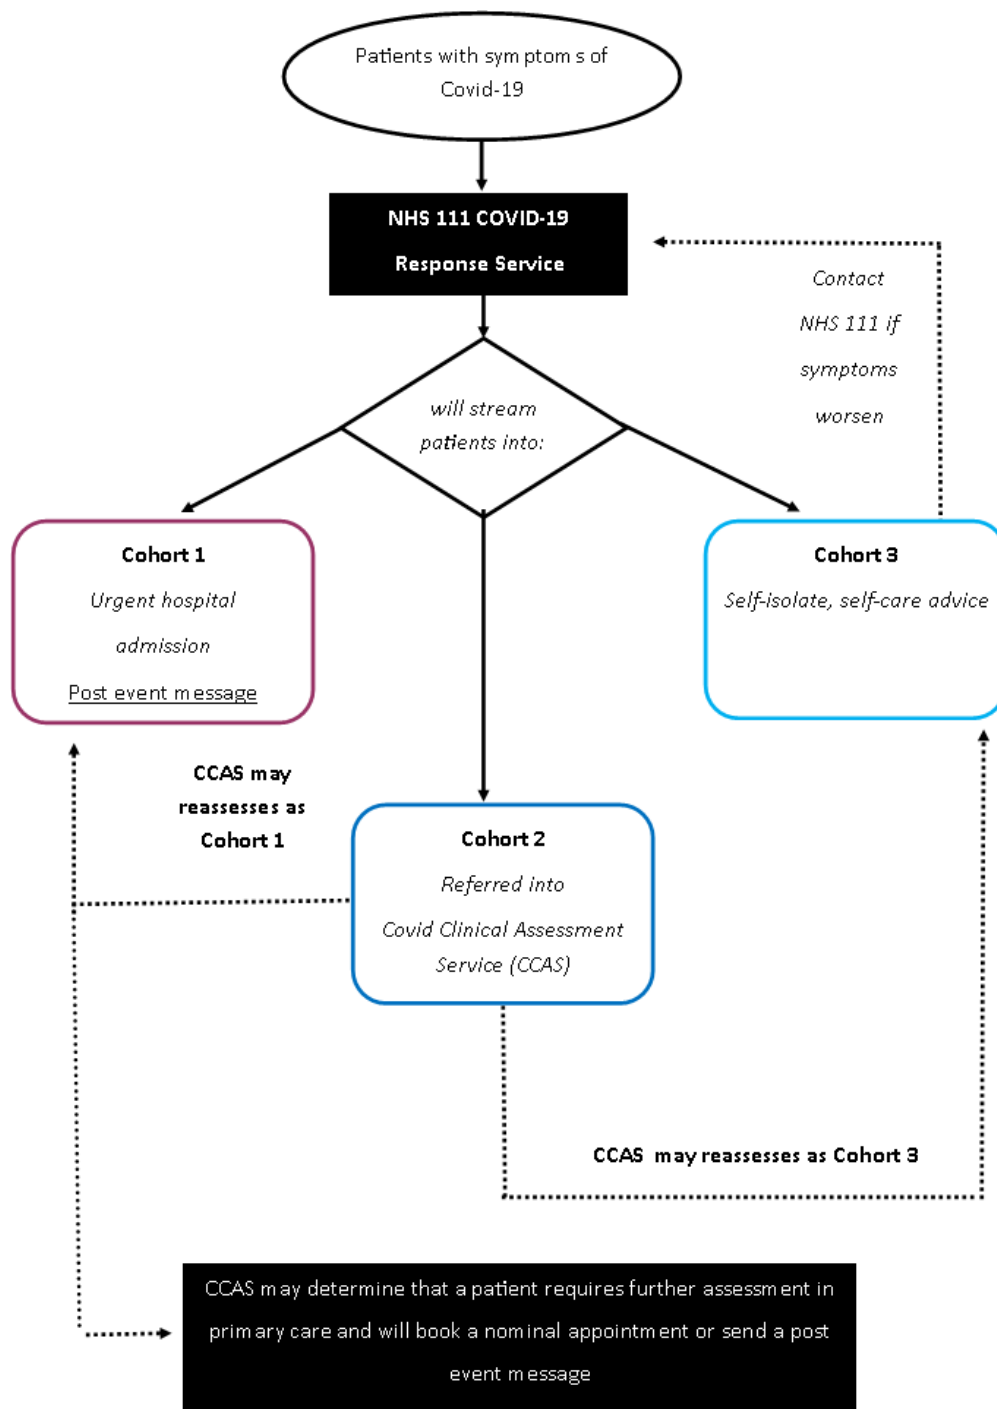 Patients with symptoms of
Covid-19
NHS 111 COVID-19
Response Service
Contact
NHS 111 if
symptoms
worsen
will stream
patients into:
Cohort 1
Urgent hospital
admission
Post event message
Cohort 3
Self-isolate, self-care advice
CCAS may
reassesses as
Cohort 1
Cohort 2
Referred into
Covid Clinical Assessment
Service (CCAS)
CCAS may reassesses as Cohort 3
CCAS may determine that a patient requires further assessment in
primary care and will book a nominal appointment or send a post
event message